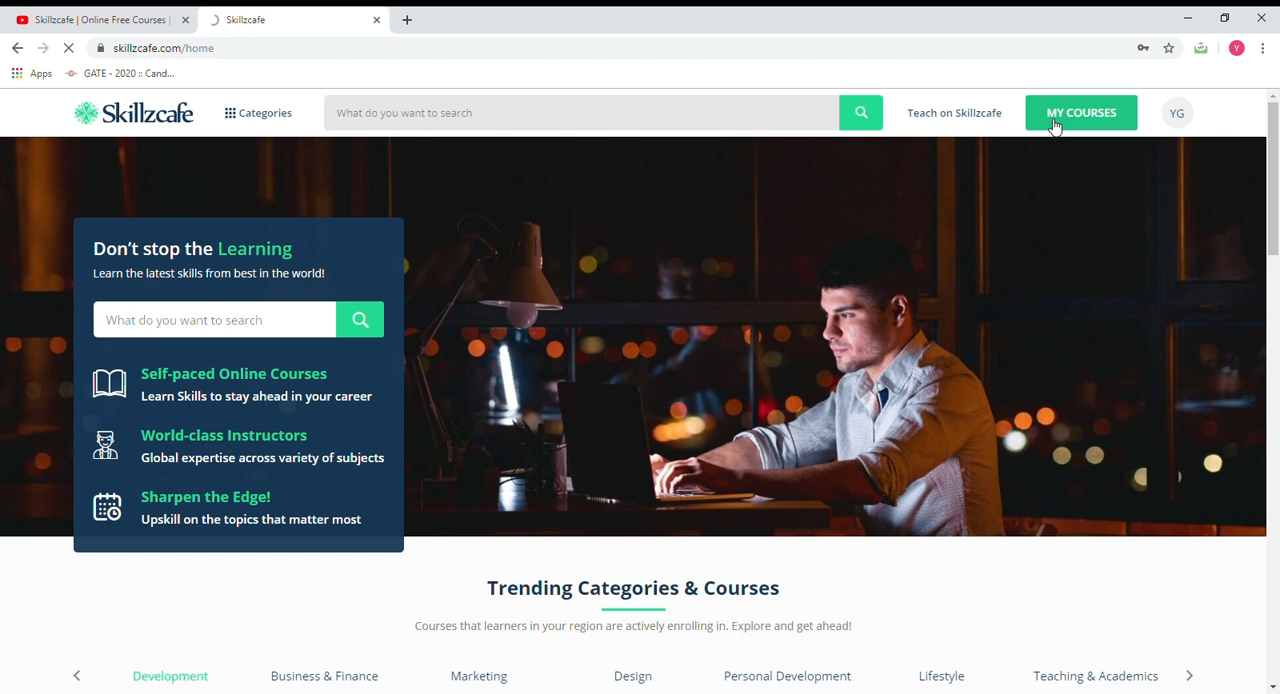 Skillzcafe | Online Free Courses |
Skillzcafe
skillzcafe.com/home
Y
Apps
GATE - 2020 :: Cand...
Skillzcafe
Categories
What do you want to search
Teach on Skillzcafe
MY COURSES
YG
Don't stop the Learning
Learn the latest skills from best in the world!
What do you want to search
Self-paced Online Courses
Learn Skills to stay ahead in your career
World-class Instructors
Global expertise across variety of subjects
Sharpen the Edge!
Upskill on the topics that matter most
Trending Categories & Courses
Courses that learners in your region are actively enrolling in. Explore and get ahead!
Development Business & Finance Marketing Design Personal Development Lifestyle Teaching & Academics